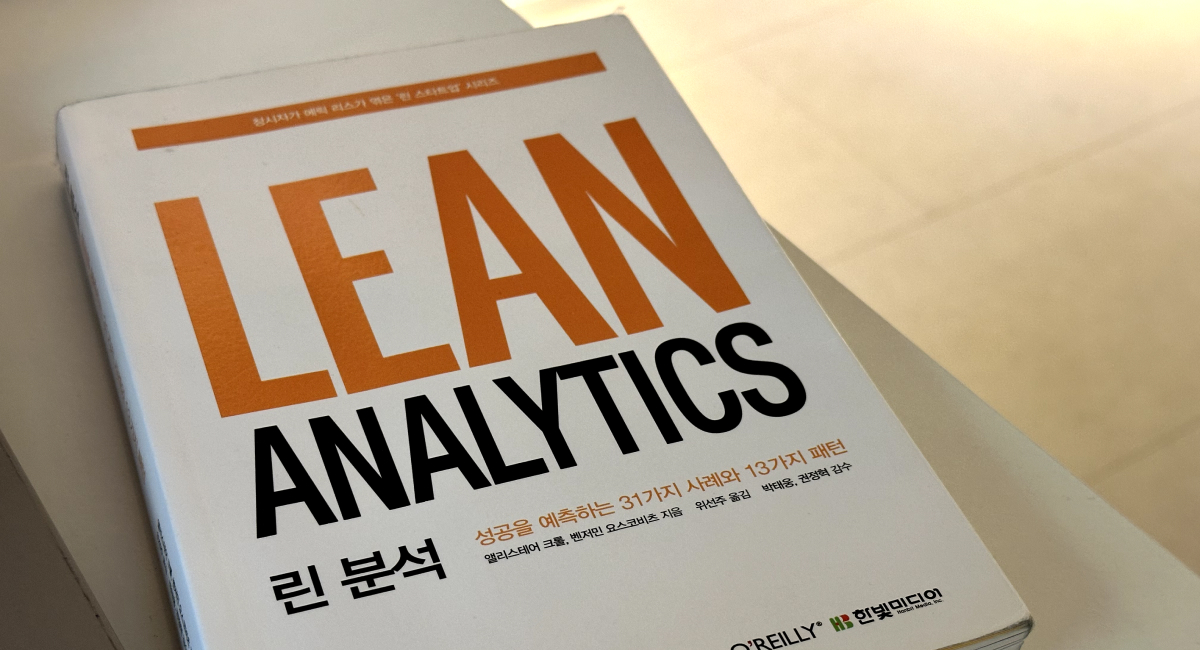 창시자가 에릭 리스가 엮은 '린 스타트업' 시리즈
LEAN
ANALYTICS
린 분석
성공을 예측하는 31가지 사례와 13가지 패턴
앨리스테어 크롤, 벤저민 요스코비츠 지음 위선주 옮김 박태웅, 권정혁 감수
O'REILLY® HB 한빛미디어
Hanbit Media, Inc.